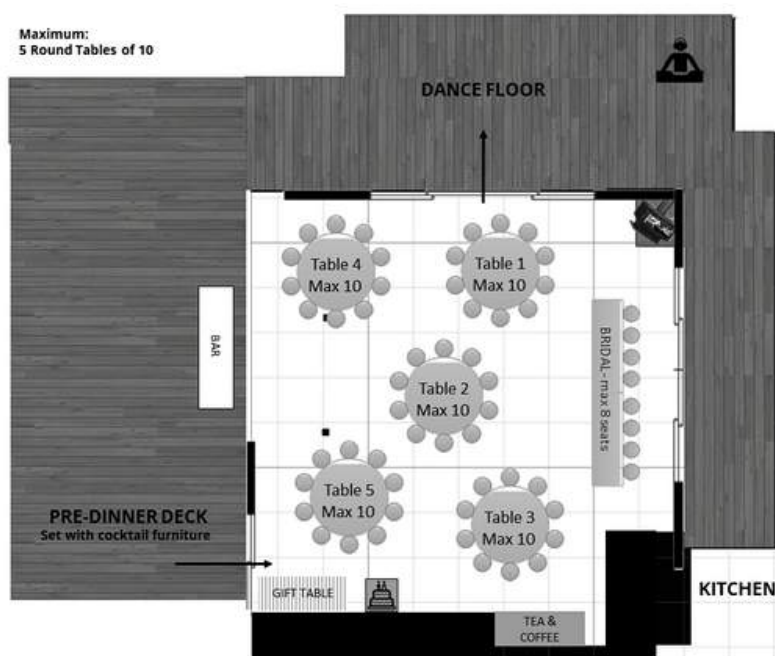 Maximum:
5 Round Tables of 10
DANCE FLOOR
Table 4
Max 10
Table 1
Max 10
BAR
BRIDAL- max 8 seats
Table 2
Max 10
Table 5
Max 10
Table 3
Max 10
PRE-DINNER DECK
Set with cocktail furniture
GIFT TABLE
KITCHEN
TEA &
COFFEE